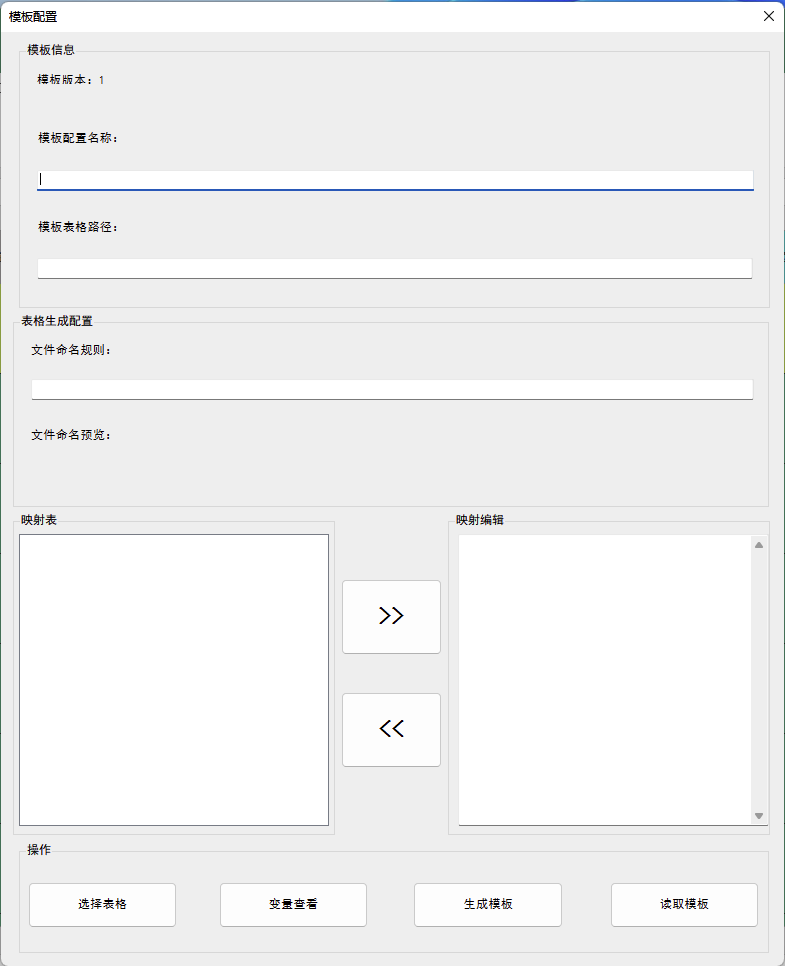 模板配置
模板信息
模板版本：1
模板配置名称：
模板表格路径：
表格生成配置
文件命名规则：
文件命名预览：
映射表
映射编辑
>>
<<
操作
选择表格
变量查看
生成模板
读取模板